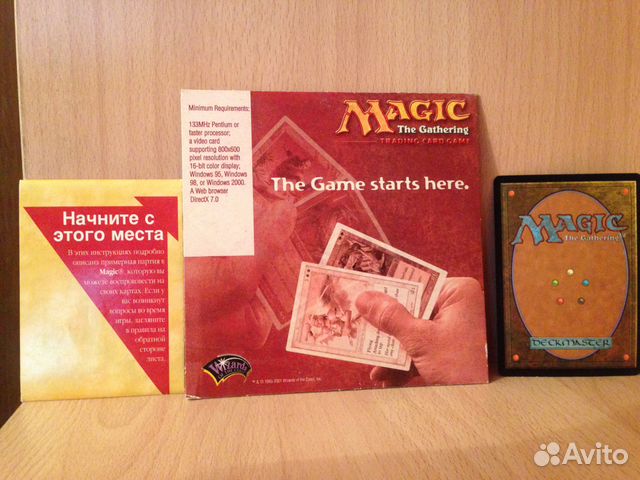 Начните с
этого места
В этих инструкциях подробно
описана примерная партия в
Magic®, которую вы
можете воспроизвести на
своих картах. Если у
вас возникнут
вопросы во время
игры, загляните
в правила на
обратной
стороне
листа.
Minimum Requirements:
133MHz Pentium or
faster processor;
a video card
supporting 800x600
pixel resolution with
16-bit color display;
Windows 95, Windows
98, or Windows 2000.
A Web browser
DirectX 7.0
MAGIC
The Gathering
TRADING CARD GAME
The Game starts here.
Wizards
MAGIC
The Gathering
DECKMASTER
Avito